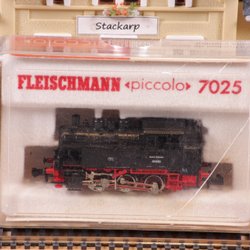 Stackarp
FLEISCHMANN ◄piccolo► 7025